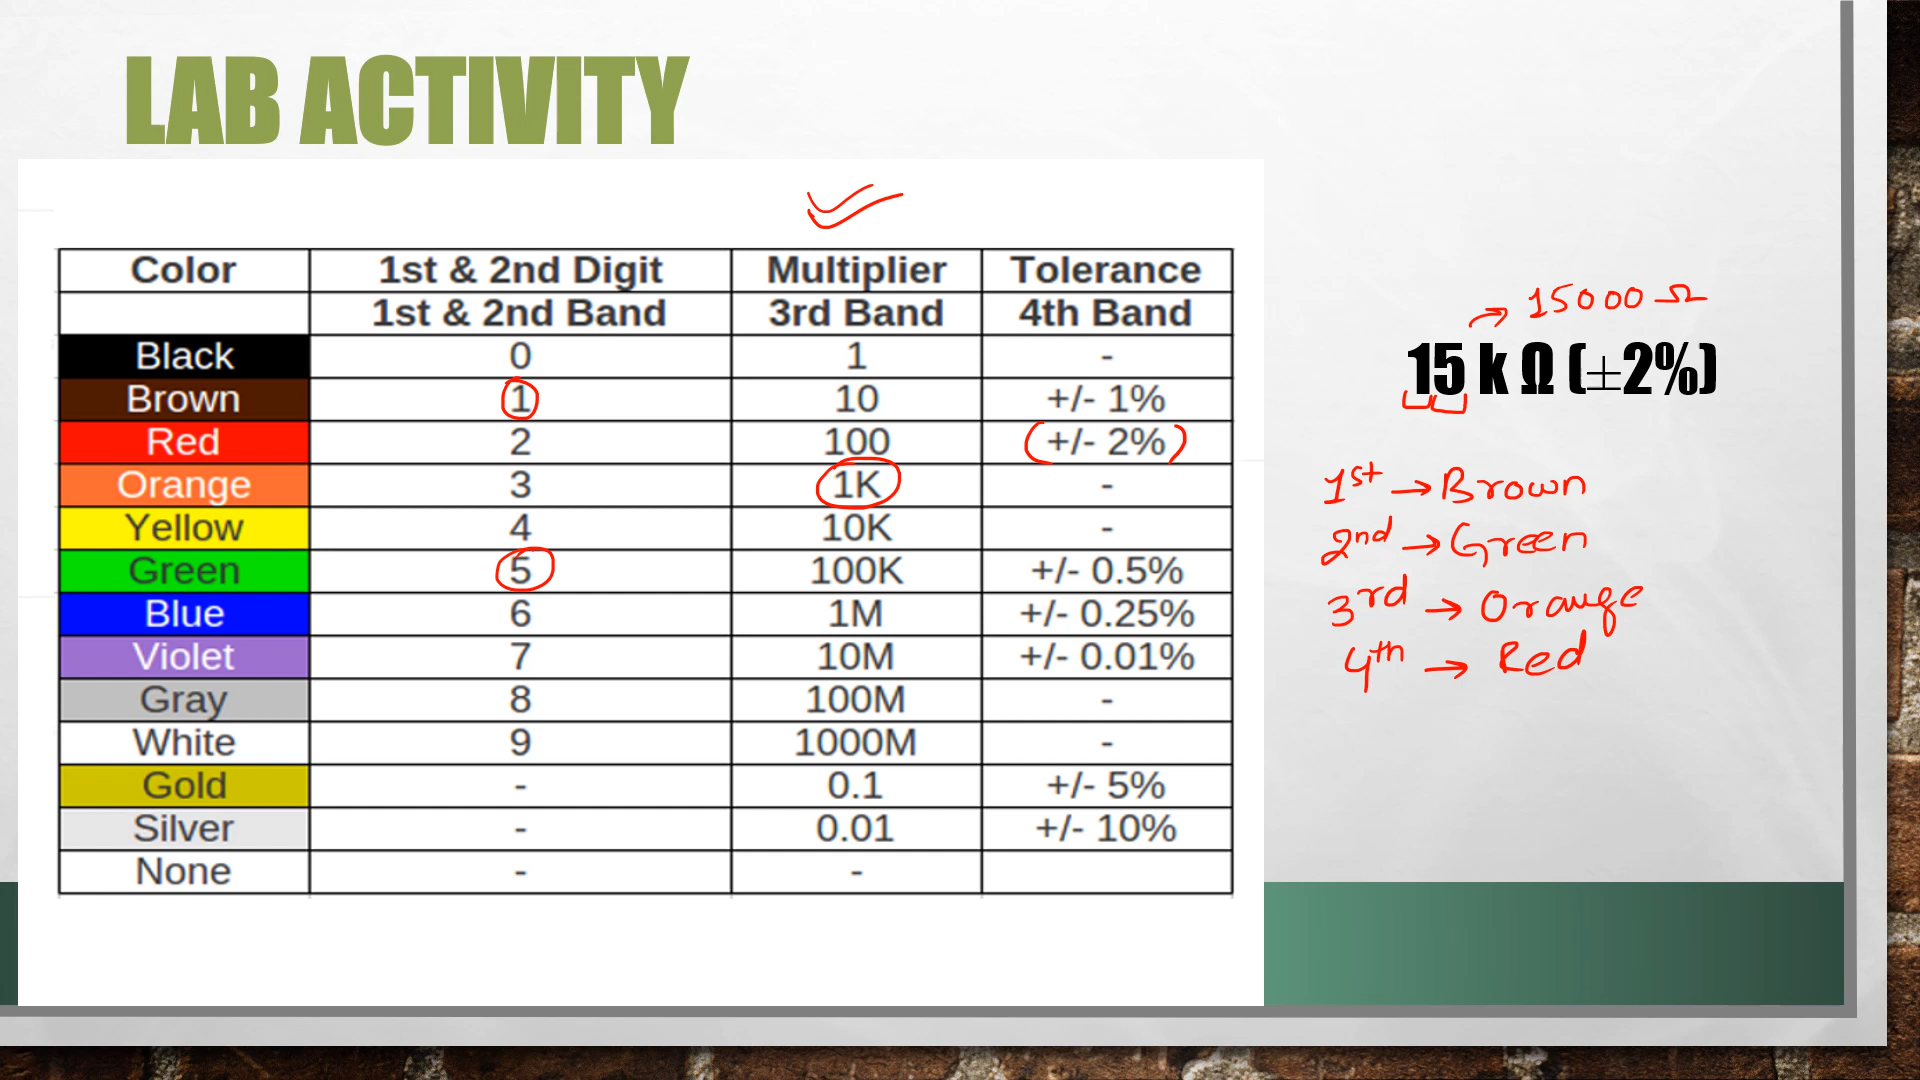 LAB ACTIVITY
Color 1st & 2nd Digit Multiplier Tolerance
1st & 2nd Band 3rd Band 4th Band
Black 0 1 -
Brown 1 10 +/- 1%
Red 2 100 +/- 2%
Orange 3 1K -
Yellow 4 10K -
Green 5 100K +/- 0.5%
Blue 6 1M +/- 0.25%
Violet 7 10M +/- 0.01%
Gray 8 100M -
White 9 1000M -
Gold - 0.1 +/- 5%
Silver - 0.01 +/- 10%
None - -
→ 15000 Ω
15 k Ω (±2%)
1st → Brown
2nd → Green
3rd → Orange
4th → Red